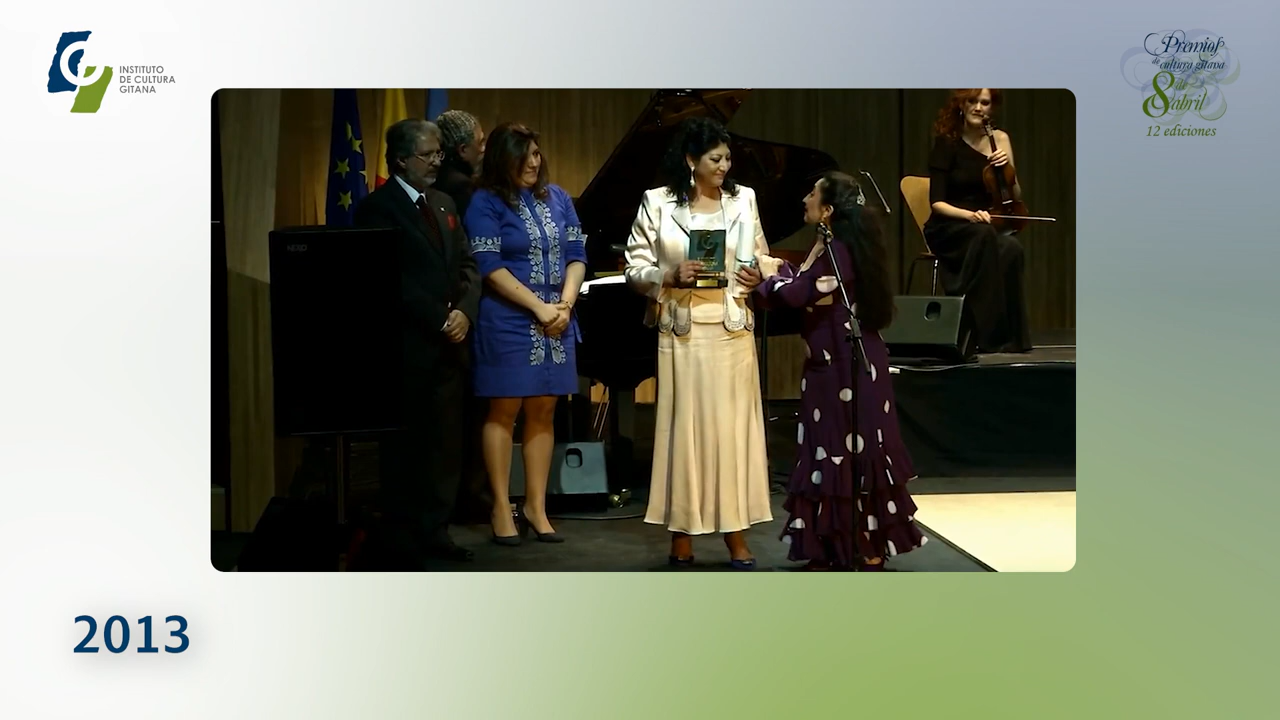 INSTITUTO
DE CULTURA
GITANA
Premios
de cultura gitana
8 de
abril
12 ediciones
2013